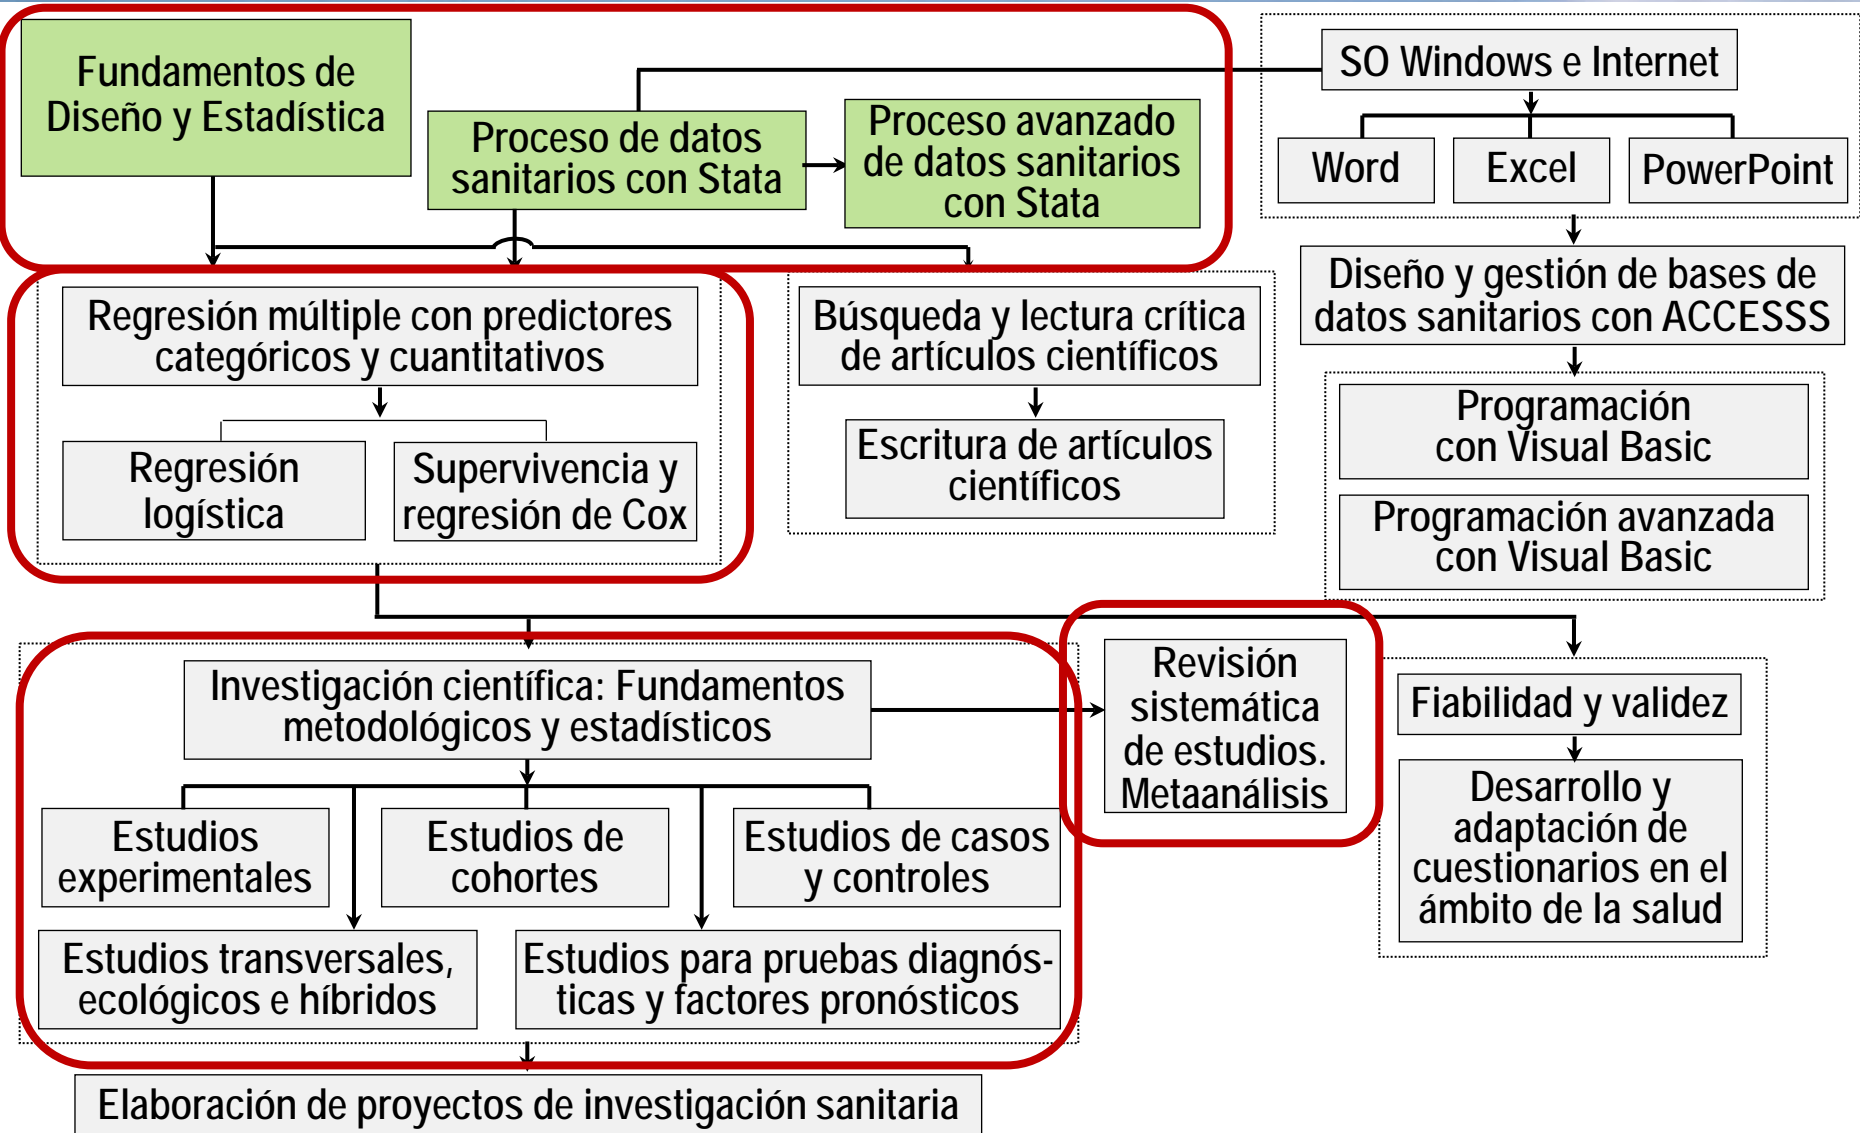 Fundamentos de
Diseño y Estadística
Proceso de datos
sanitarios con Stata
Proceso avanzado
de datos sanitarios
con Stata
SO Windows e Internet
Word
Excel
PowerPoint
Diseño y gestión de bases de
datos sanitarios con ACCESSS
Regresión múltiple con predictores
categóricos y cuantitativos
Regresión
logística
Supervivencia y
regresión de Cox
Búsqueda y lectura crítica
de artículos científicos
Escritura de artículos
científicos
Programación
con Visual Basic
Programación avanzada
con Visual Basic
Investigación científica: Fundamentos
metodológicos y estadísticos
Revisión
sistemática
de estudios.
Metaanálisis
Fiabilidad y validez
Desarrollo y
adaptación de
cuestionarios en el
ámbito de la salud
Estudios
experimentales
Estudios de
cohortes
Estudios de casos
y controles
Estudios transversales,
ecológicos e híbridos
Estudios para pruebas diagnós-
ticas y factores pronósticos
Elaboración de proyectos de investigación sanitaria